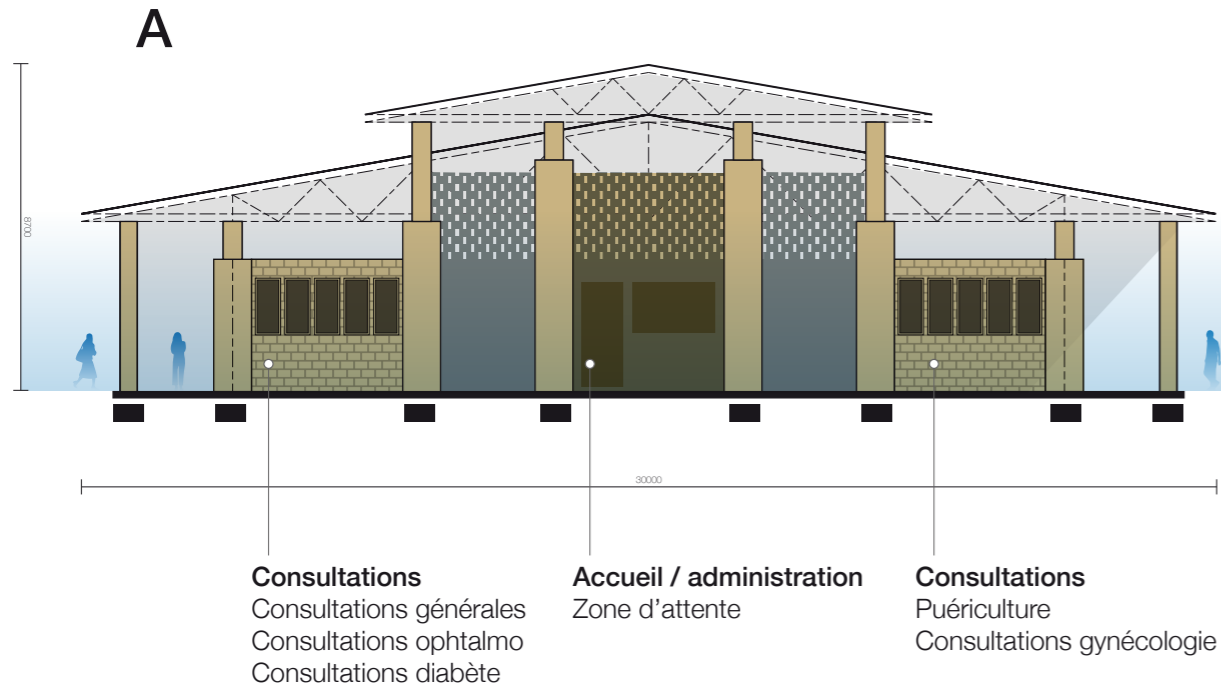 A
8700
30000
Consultations
Consultations générales
Consultations ophtalmo
Consultations diabète
Accueil / administration
Zone d'attente
Consultations
Puériculture
Consultations gynécologie